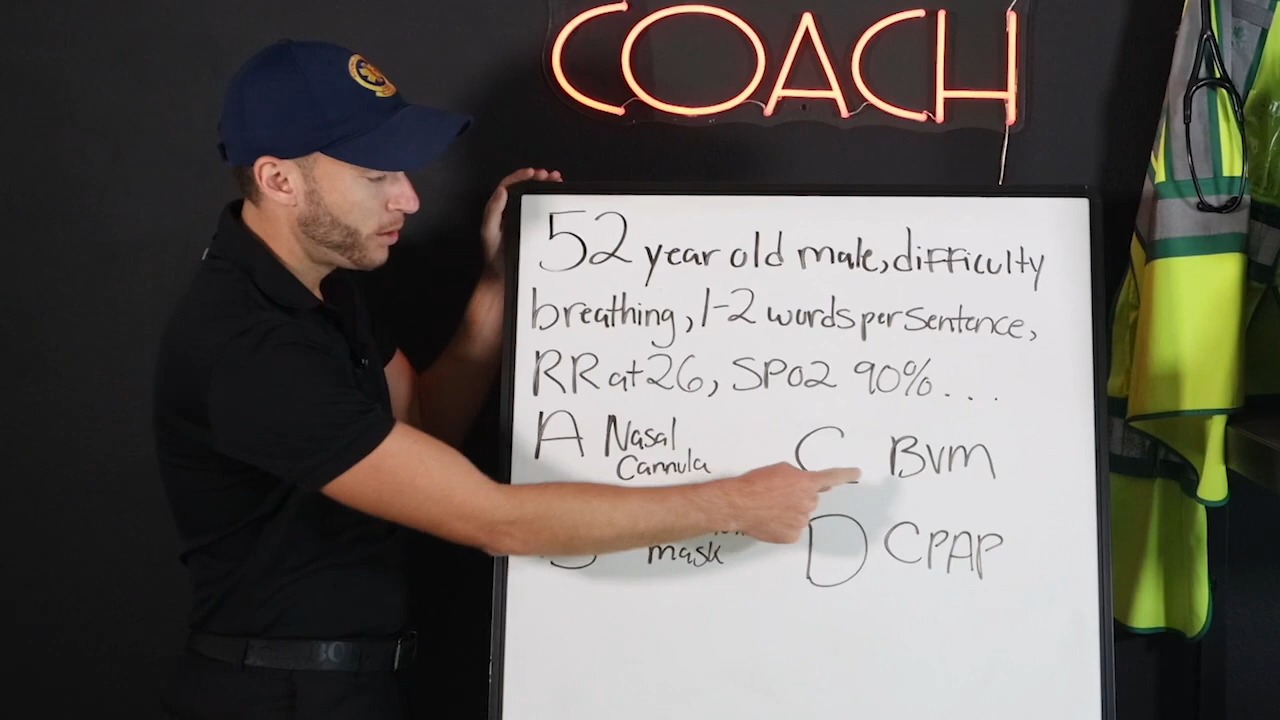 COACH
52 year old male, difficulty
breathing, 1-2 words per sentence,
RR at 26, SPO2 90%...
A Nasal Cannula
C BVM
mask
D CPAP